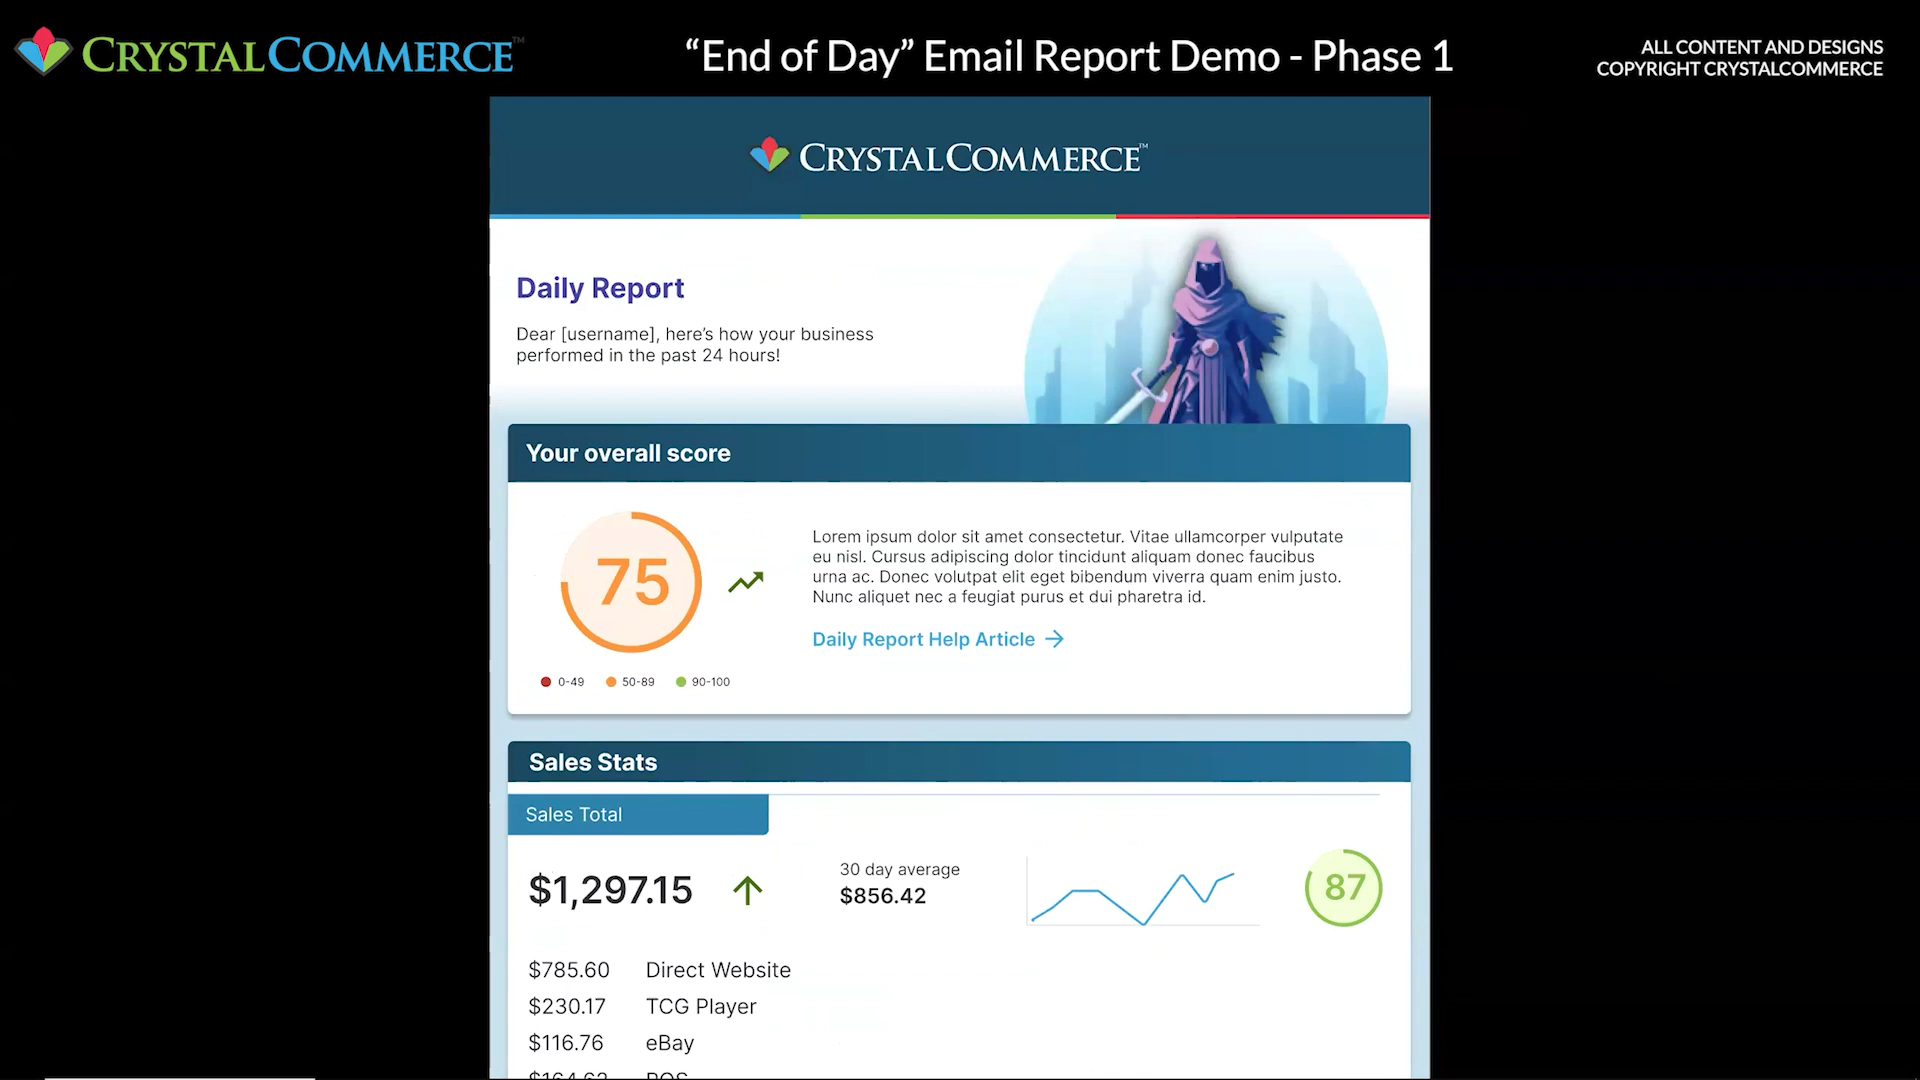 CRYSTALCOMMERCE™
“End of Day” Email Report Demo - Phase 1
ALL CONTENT AND DESIGNS
COPYRIGHT CRYSTALCOMMERCE
CRYSTALCOMMERCE™
Daily Report
Dear [username], here’s how your business
performed in the past 24 hours!
Your overall score
75
Lorem ipsum dolor sit amet consectetur. Vitae ullamcorper vulputate
eu nisl. Cursus adipiscing dolor tincidunt aliquam donec faucibus
urna ac. Donec volutpat elit eget bibendum viverra quam enim justo.
Nunc aliquet nec a feugiat purus et dui pharetra id.
Daily Report Help Article →
0-49 50-89 90-100
Sales Stats
Sales Total
$1,297.15
30 day average
$856.42
87
$785.60 Direct Website
$230.17 TCG Player
$116.76 eBay